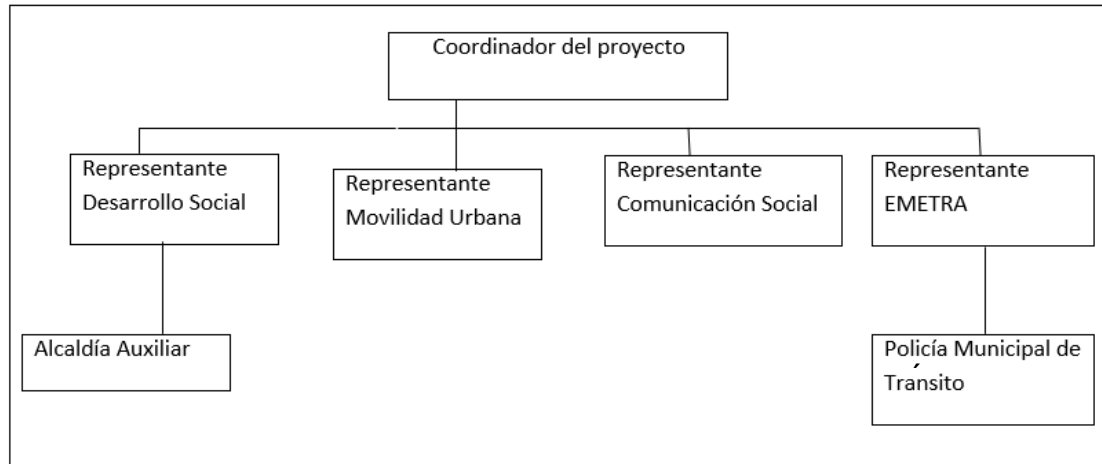 Coordinador del proyecto
Representante
Desarrollo Social
Representante
Movilidad Urbana
Representante
Comunicación Social
Representante
EMETRA
Alcaldía Auxiliar
Policía Municipal de
Tránsito